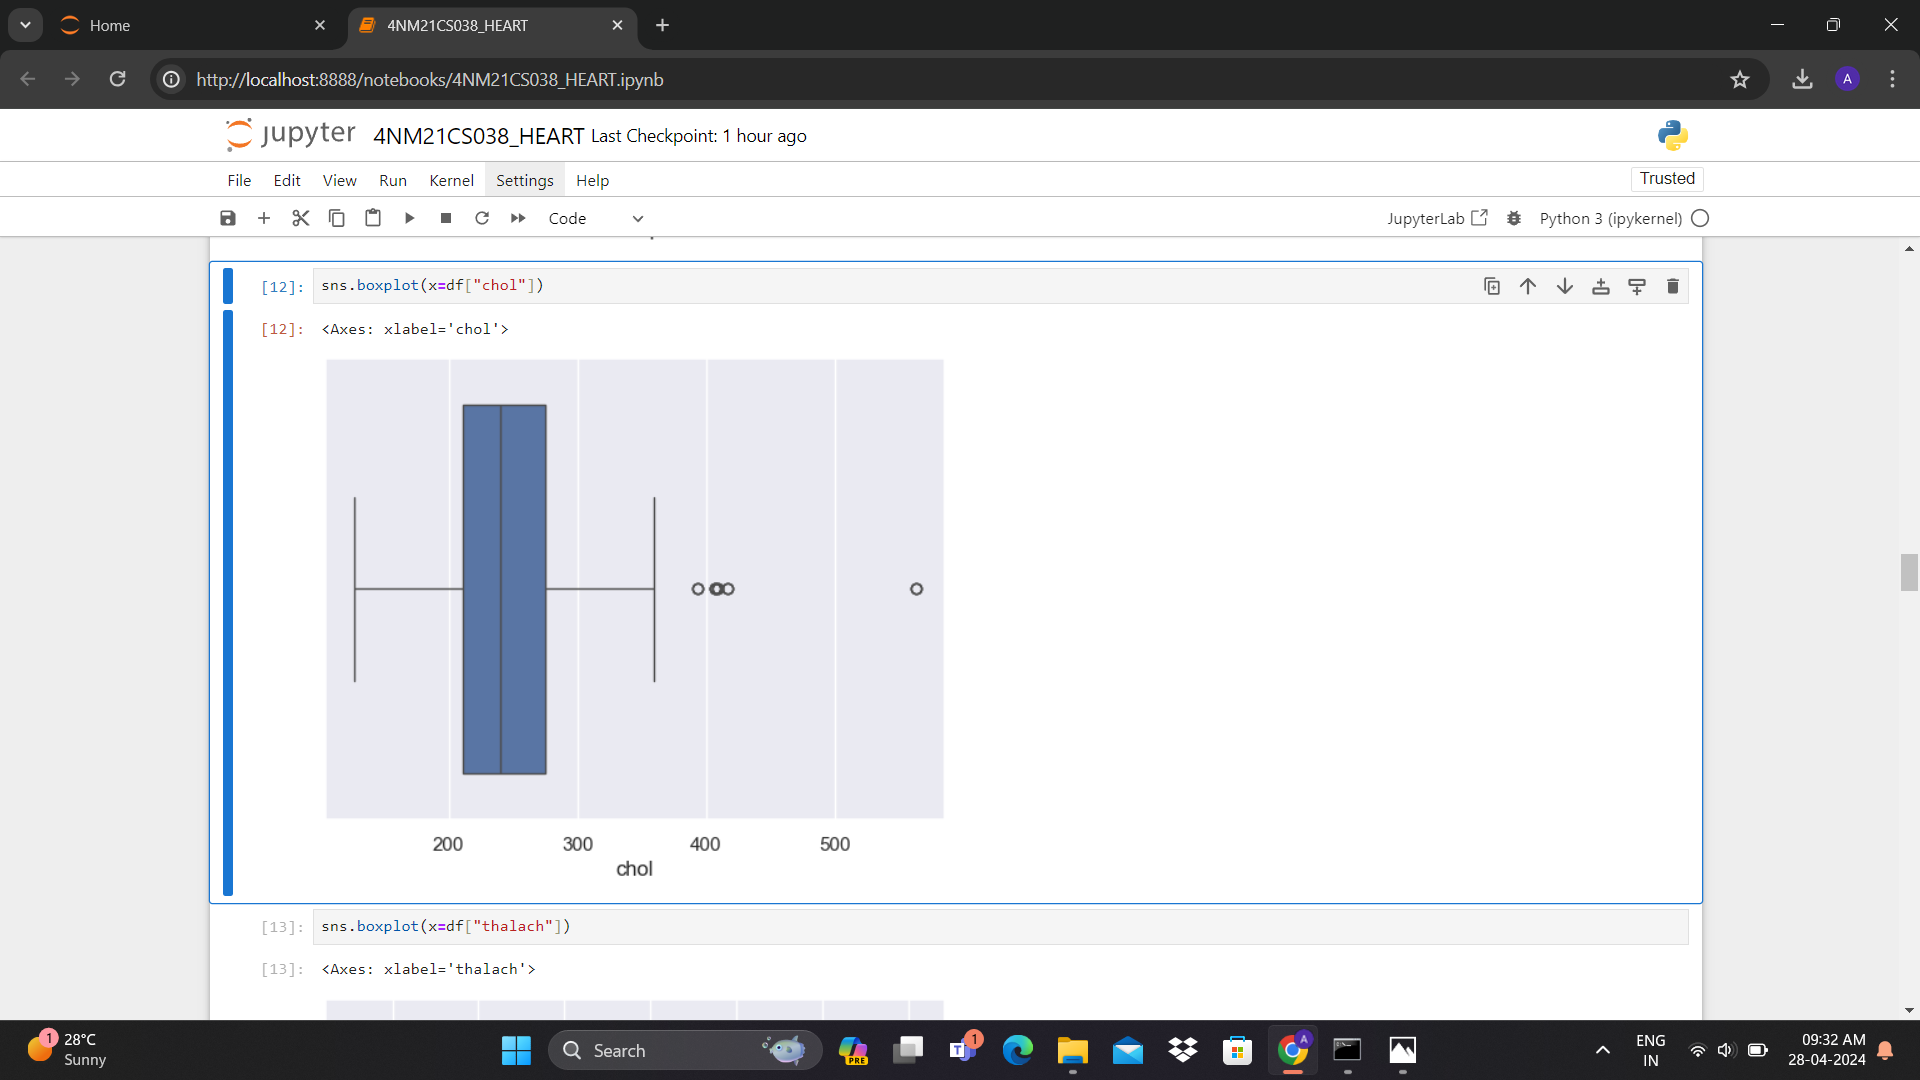 Home
4NM21CS038_HEART
http://localhost:8888/notebooks/4NM21CS038_HEART.ipynb
A
jupyter 4NM21CS038_HEART Last Checkpoint: 1 hour ago
File Edit View Run Kernel Settings Help
Trusted
Code
JupyterLab
Python 3 (ipykernel)
[12]: sns.boxplot(x=df["chol"])
[12]: <Axes: xlabel='chol'>
200 300 400 500
chol
[13]: sns.boxplot(x=df["thalach"])
[13]: <Axes: xlabel='thalach'>
1
28°C
Sunny
Search
PRE
T
1
A
ENG
IN
09:32 AM
28-04-2024